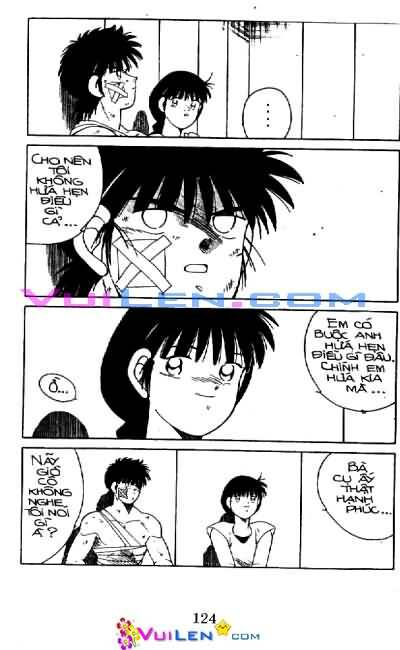 ...
CHO NÊN
TÔI
KHÔNG
HỨA HẸN
ĐIỀU
GÌ
CẢ...
VUILEN.COM
EM CÓ
BUỘC ANH
HỨA HẸN
ĐIỀU GÌ ĐÂU.
CHÍNH EM
HỨA KIA
MÀ...
Ồ...
NÃY
GIỜ
CÔ
KHÔNG
NGHE
TÔI NÓI
GÌ
À?
BÀ
CỤ ẤY
THẬT
HẠNH
PHÚC...
124
VUILEN.COM